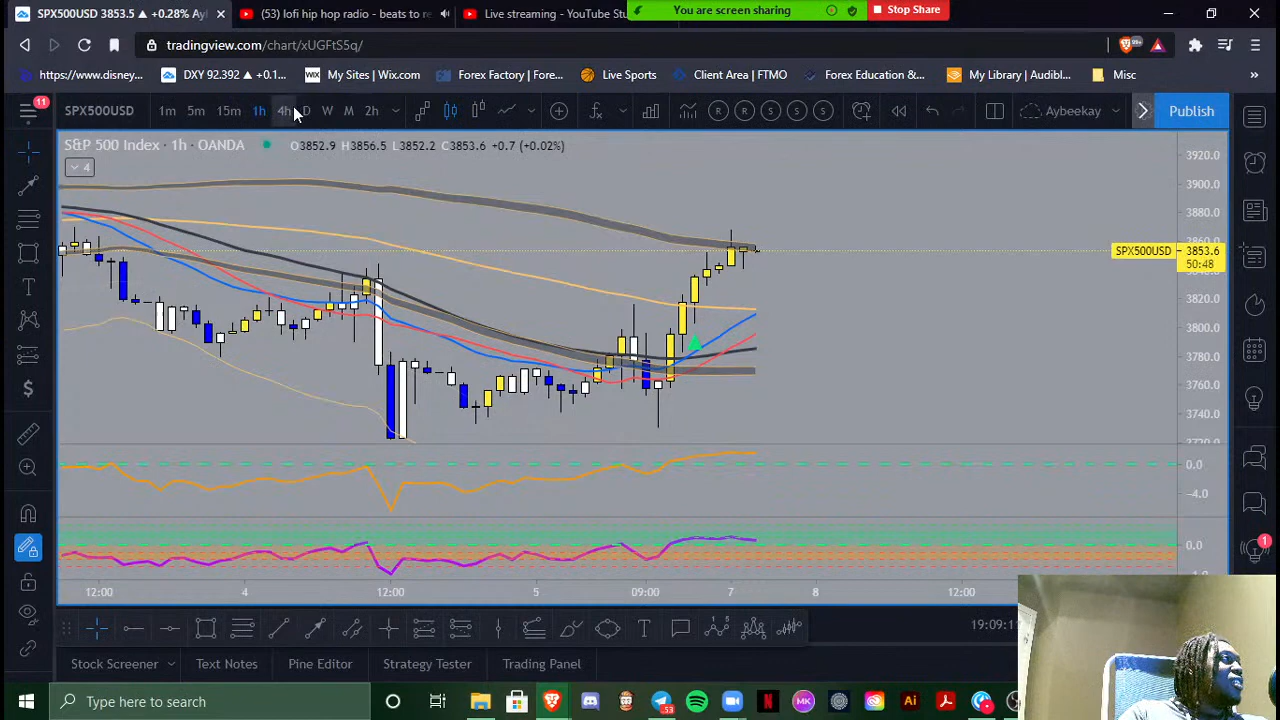 SPX500USD 3853.5 ▲ +0.28% Ayl
(53) lofi hip hop radio - beats to re
Live streaming - YouTube Stu
You are screen sharing
Stop Share
tradingview.com/chart/xUGFtS5q/
https://www.disney...
DXY 92.392 ▲ +0.1...
My Sites | Wix.com
Forex Factory | Fore...
Live Sports
Client Area | FTMO
Forex Education &...
My Library | Audibl...
Misc
11
SPX500USD
1m 5m 15m 1h 4h D W M 2h
R R S S S
Aybeekay
Publish
S&P 500 Index · 1h · OANDA
O3852.9 H3856.5 L3852.2 C3853.6 +0.7 (+0.02%)
4
3920.0
3900.0
3880.0
SPX500USD 3853.6
50:48
3820.0
3800.0
3780.0
3760.0
3740.0
0.0
-4.0
0.0
12:00 4 12:00 5 09:00 7 8 12:00
1
Stock Screener
Text Notes
Pine Editor
Strategy Tester
Trading Panel
Type here to search
53
N
MK
Ai